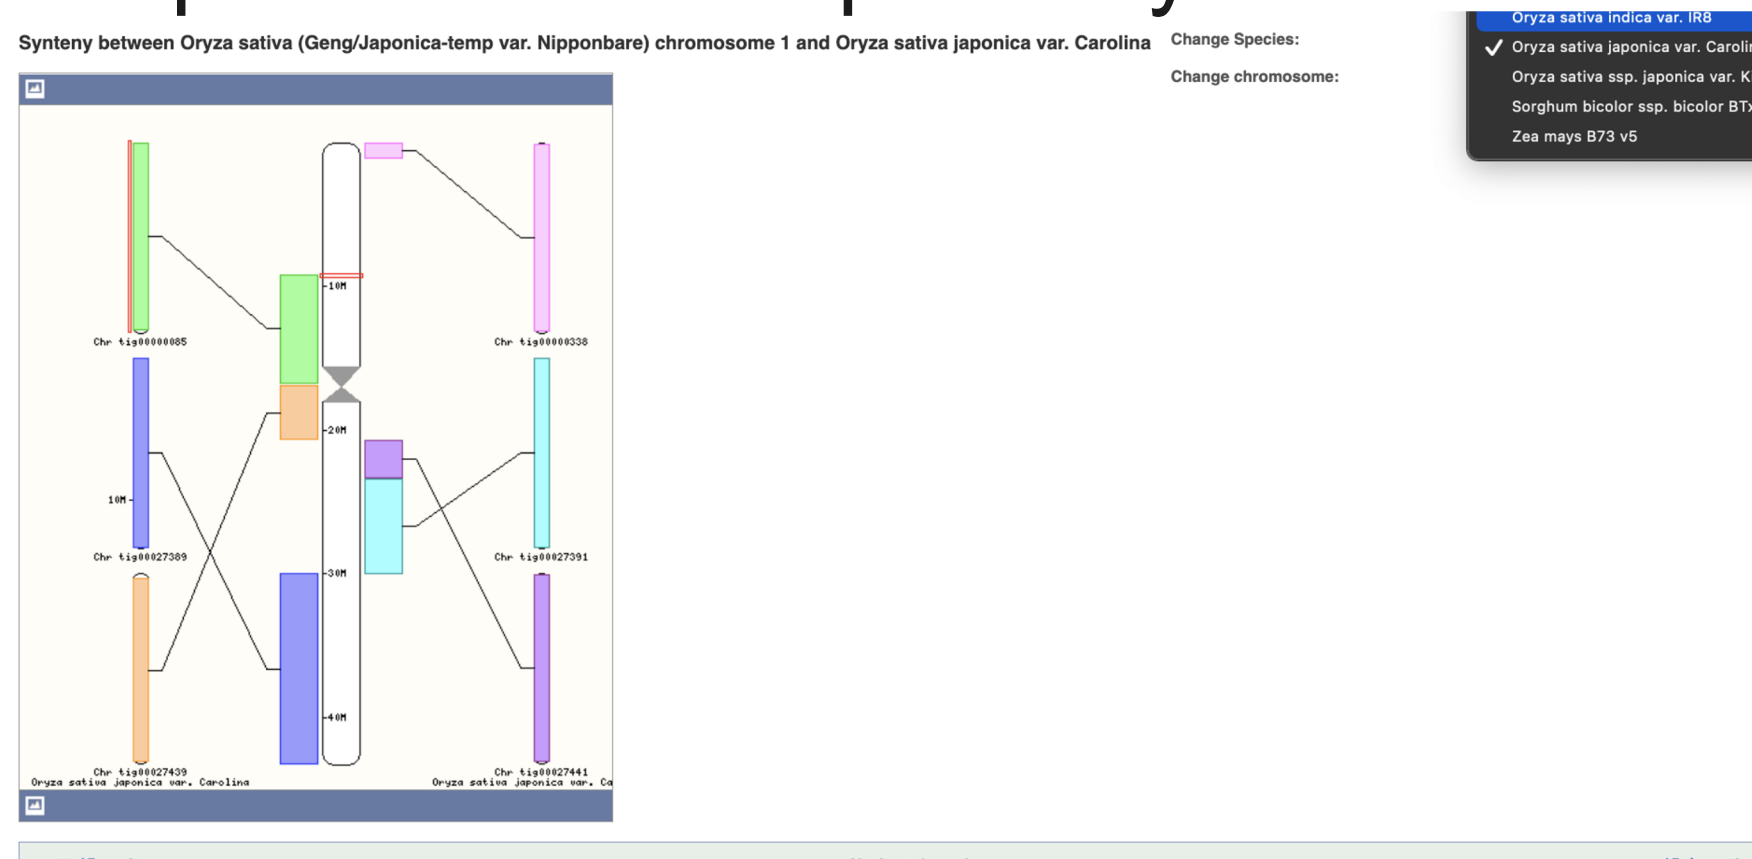 Synteny between Oryza sativa (Geng/Japonica-temp var. Nipponbare) chromosome 1 and Oryza sativa japonica var. Carolina
Change Species:
Change chromosome:
Oryza sativa indica var. IR8
Oryza sativa japonica var. Carolin
Oryza sativa ssp. japonica var. K
Sorghum bicolor ssp. bicolor BTx
Zea mays B73 v5
10M
Chr tig00000085
Chr tig00000338
20M
10M
Chr tig00027389
Chr tig00027391
30M
40M
Chr tig00027439
Chr tig00027441
Oryza sativa japonica var. Carolina
Oryza sativa japonica var. Ca